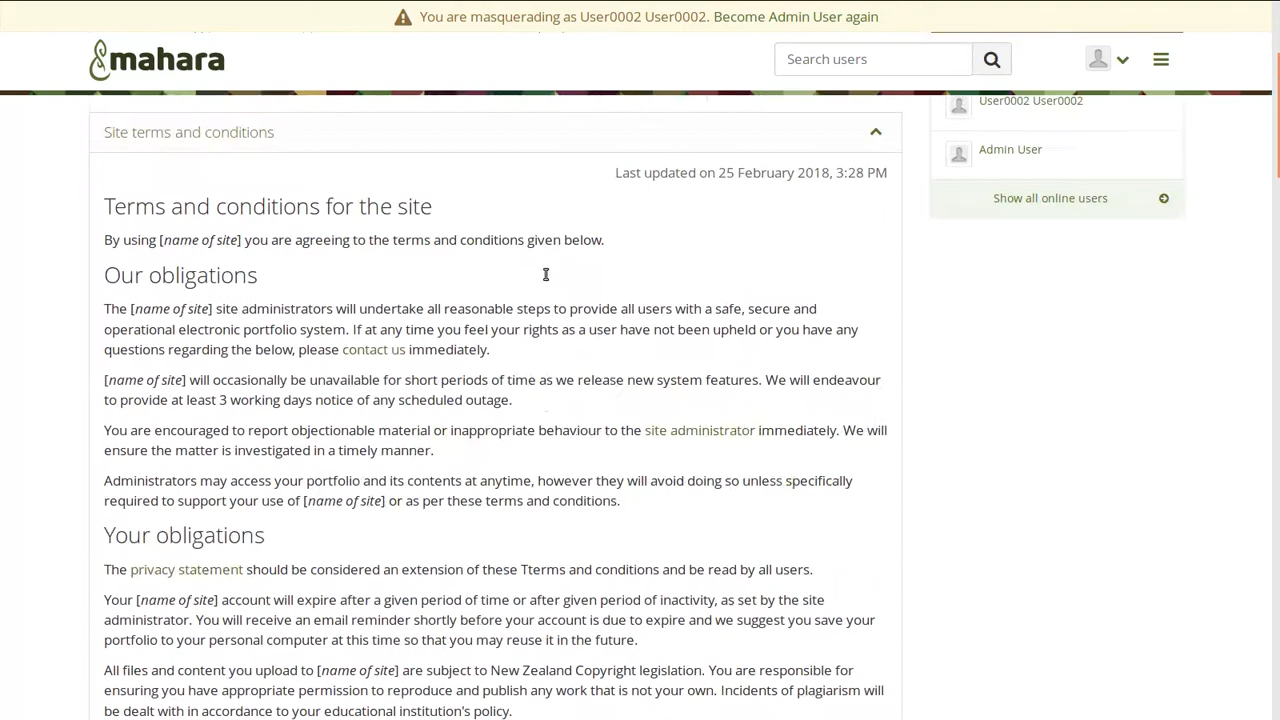 You are masquerading as User0002 User0002. Become Admin User again
mahara
Search users
User0002 User0002
Admin User
Show all online users
Site terms and conditions
Last updated on 25 February 2018, 3:28 PM
Terms and conditions for the site
By using [name of site] you are agreeing to the terms and conditions given below.
Our obligations
The [name of site] site administrators will undertake all reasonable steps to provide all users with a safe, secure and
operational electronic portfolio system. If at any time you feel your rights as a user have not been upheld or you have any
questions regarding the below, please contact us immediately.
[name of site] will occasionally be unavailable for short periods of time as we release new system features. We will endeavour
to provide at least 3 working days notice of any scheduled outage.
You are encouraged to report objectionable material or inappropriate behaviour to the site administrator immediately. We will
ensure the matter is investigated in a timely manner.
Administrators may access your portfolio and its contents at anytime, however they will avoid doing so unless specifically
required to support your use of [name of site] or as per these terms and conditions.
Your obligations
The privacy statement should be considered an extension of these Tterms and conditions and be read by all users.
Your [name of site] account will expire after a given period of time or after given period of inactivity, as set by the site
administrator. You will receive an email reminder shortly before your account is due to expire and we suggest you save your
portfolio to your personal computer at this time so that you may reuse it in the future.
All files and content you upload to [name of site] are subject to New Zealand Copyright legislation. You are responsible for
ensuring you have appropriate permission to reproduce and publish any work that is not your own. Incidents of plagiarism will
be dealt with in accordance to your educational institution's policy.